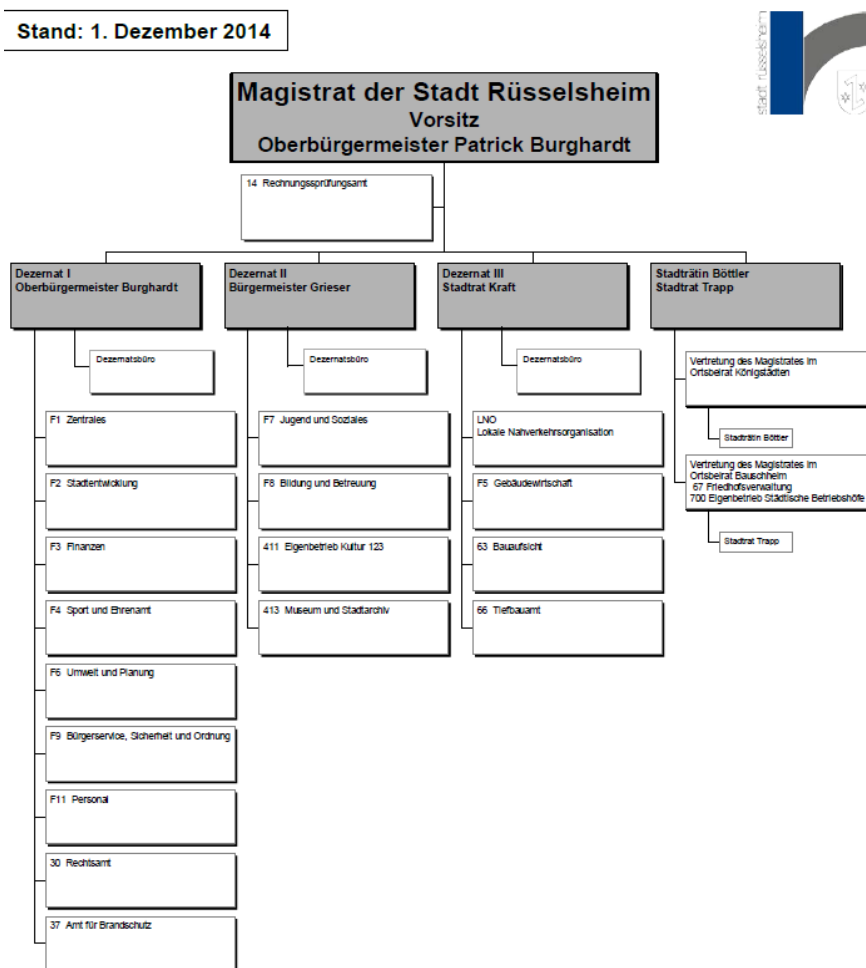 Stand: 1. Dezember 2014
stadt rüsselsheim
Magistrat der Stadt Rüsselsheim
Vorsitz
Oberbürgermeister Patrick Burghardt
14 Rechnungssprüfungsamt
Dezernat I
Oberbürgermeister Burghardt
Dezernatsbüro
F1 Zentrales
F2 Stadtentwicklung
F3 Finanzen
F4 Sport und Ehrenamt
F6 Umwelt und Planung
F9 Bürgerservice, Sicherheit und Ordnung
F11 Personal
30 Rechtsamt
37 Amt für Brandschutz
Dezernat II
Bürgermeister Grieser
Dezernatsbüro
F7 Jugend und Soziales
F8 Bildung und Betreuung
411 Eigenbetrieb Kultur 123
413 Museum und Stadtarchiv
Dezernat III
Stadtrat Kraft
Dezernatsbüro
LNO
Lokale Nahverkehrsorganisation
F5 Gebäudewirtschaft
63 Bauaufsicht
66 Tiefbauamt
Stadträtin Böttler
Stadtrat Trapp
Vertretung des Magistrates im
Ortsbeirat Königstädten
Stadträtin Böttler
Vertretung des Magistrates im
Ortsbeirat Bauschheim
67 Friedhofsverwaltung
700 Eigenbetrieb Städtische Betriebshöfe
Stadtrat Trapp